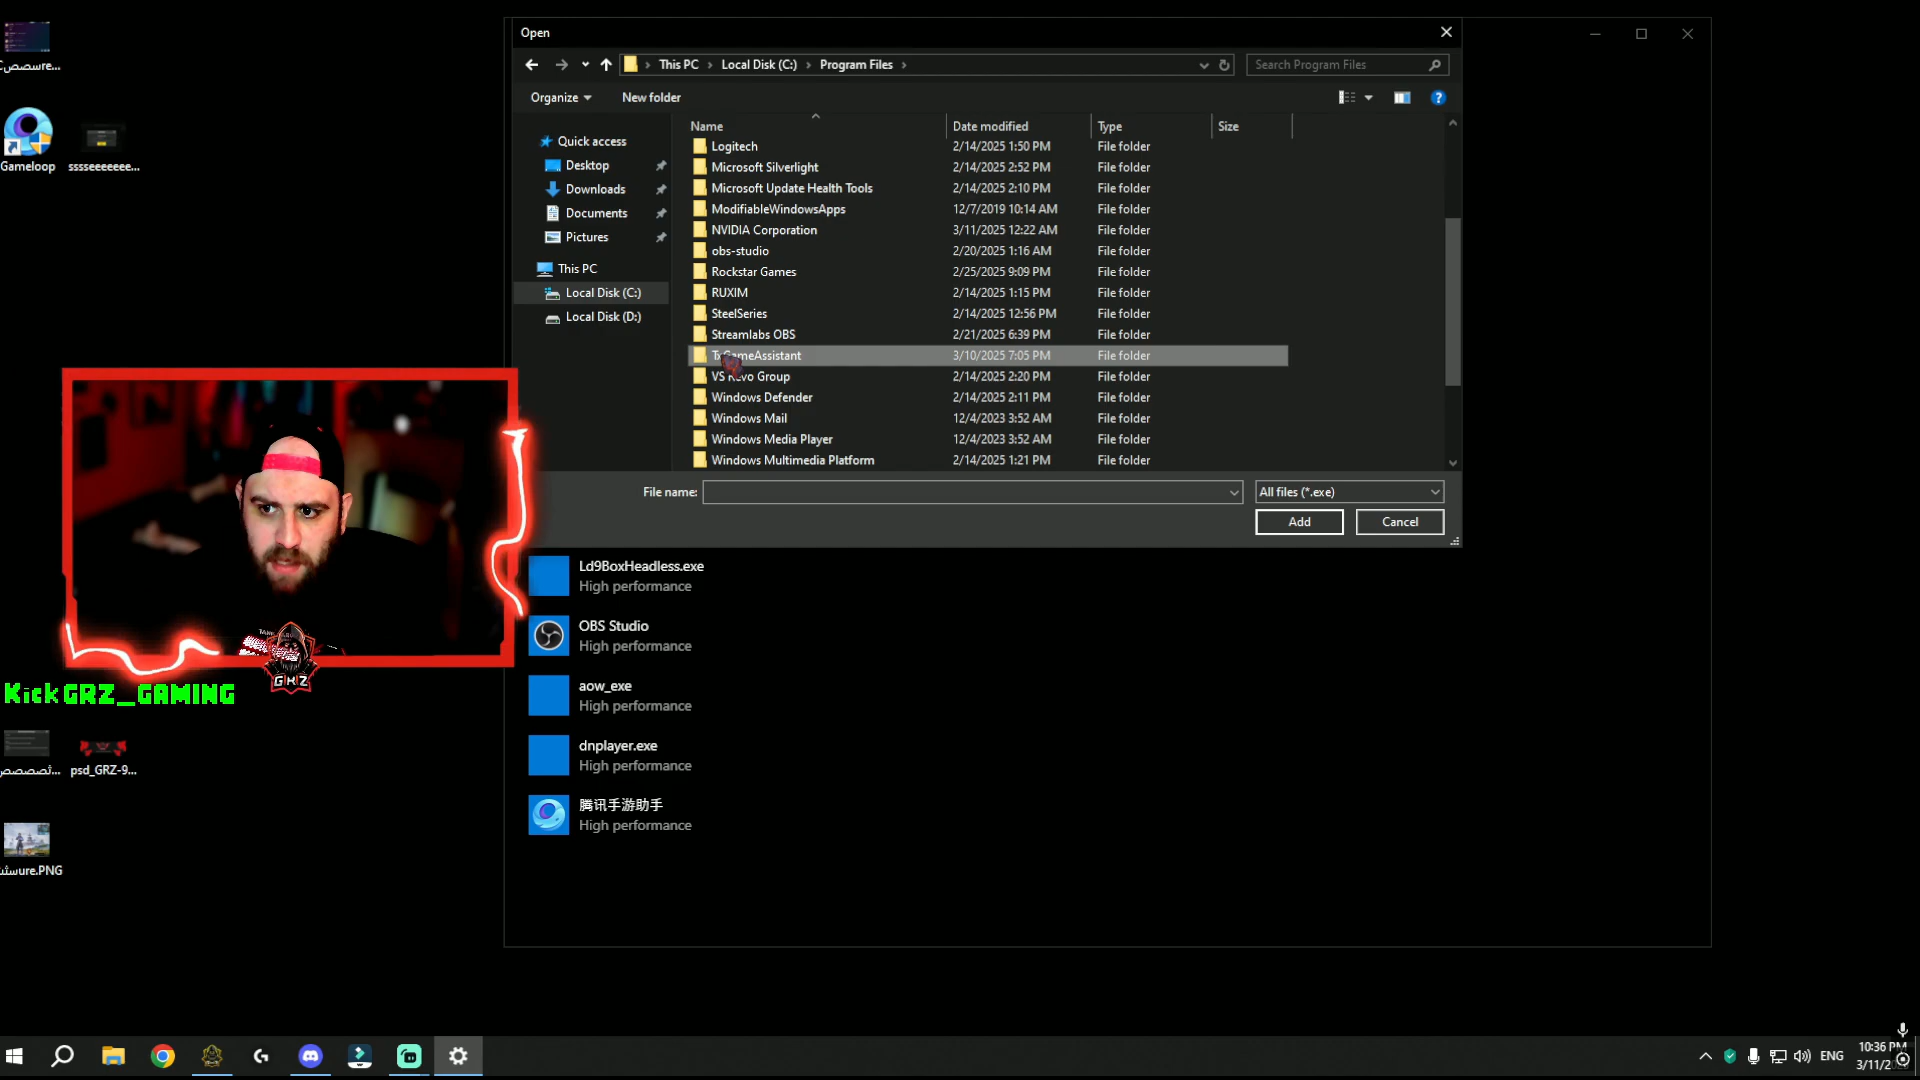 Open
This PC
Local Disk (C:)
Program Files
Search Program Files
Organize
New folder
Name
Date modified
Type
Size
Quick access
Desktop
Downloads
Documents
Pictures
This PC
Local Disk (C:)
Local Disk (D:)
Logitech 2/14/2025 1:50 PM File folder
Microsoft Silverlight 2/14/2025 2:52 PM File folder
Microsoft Update Health Tools 2/14/2025 2:10 PM File folder
ModifiableWindowsApps 12/7/2019 10:14 AM File folder
NVIDIA Corporation 3/11/2025 12:22 AM File folder
obs-studio 2/20/2025 1:16 AM File folder
Rockstar Games 2/25/2025 9:09 PM File folder
RUXIM 2/14/2025 1:15 PM File folder
SteelSeries 2/14/2025 12:56 PM File folder
Streamlabs OBS 2/21/2025 6:39 PM File folder
TxGameAssistant 3/10/2025 7:05 PM File folder
VS Revo Group 2/14/2025 2:20 PM File folder
Windows Defender 2/14/2025 2:11 PM File folder
Windows Mail 12/4/2023 3:52 AM File folder
Windows Media Player 12/4/2023 3:52 AM File folder
Windows Multimedia Platform 2/14/2025 1:21 PM File folder
File name:
All files (*.exe)
Add
Cancel
Ld9BoxHeadless.exe
High performance
OBS Studio
High performance
aow_exe
High performance
dnplayer.exe
High performance
腾讯手游助手
High performance
Gameloop
ssseeeeeee...
GRZ
KickGRZ_GAMING
psd_GRZ-9...
ENG
10:36 PM